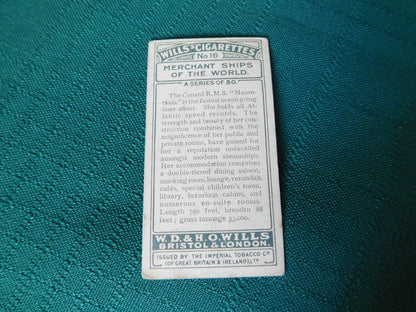 WILLS'S CIGARETTES
No 16
MERCHANT SHIPS
OF THE WORLD.
A SERIES OF 50.
The Cunard R.M.S. "Maure-
tania" is the fastest ocean going
liner afloat. She holds all At-
lantic speed records. The
strength and beauty of her con-
struction combined with the
magnificence of her public and
private rooms, have gained for
her a reputation unexcelled
amongst modern steamships.
Her accommodation comprises
a double-tiered dining saloon,
smoking room, lounge, verandah
cafés, special children's room,
library, luxurious cabins, and
numerous en-suite rooms.
Length 790 feet, breadth 88
feet; gross tonnage 33,000.
W.D. & H.O. WILLS
BRISTOL & LONDON.
ISSUED BY THE IMPERIAL TOBACCO Co
(OF GREAT BRITAIN & IRELAND), LTD